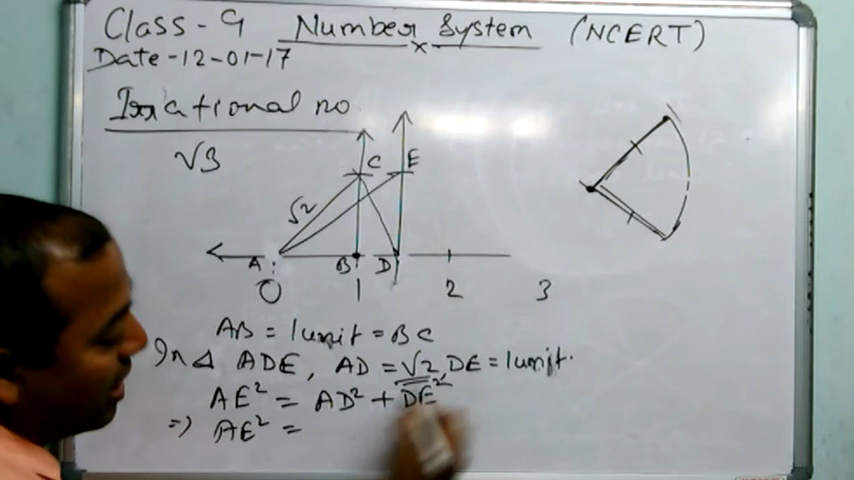 Class-9 Number System (NCERT)
Date-12-01-17
Irrational no
√3
C E
√2
A B D
0 1 2 3
AB = 1unit = BC
In △ ADE, AD = √2, DE = 1unit.
AE² = AD² + DE²
⇒ AE² =